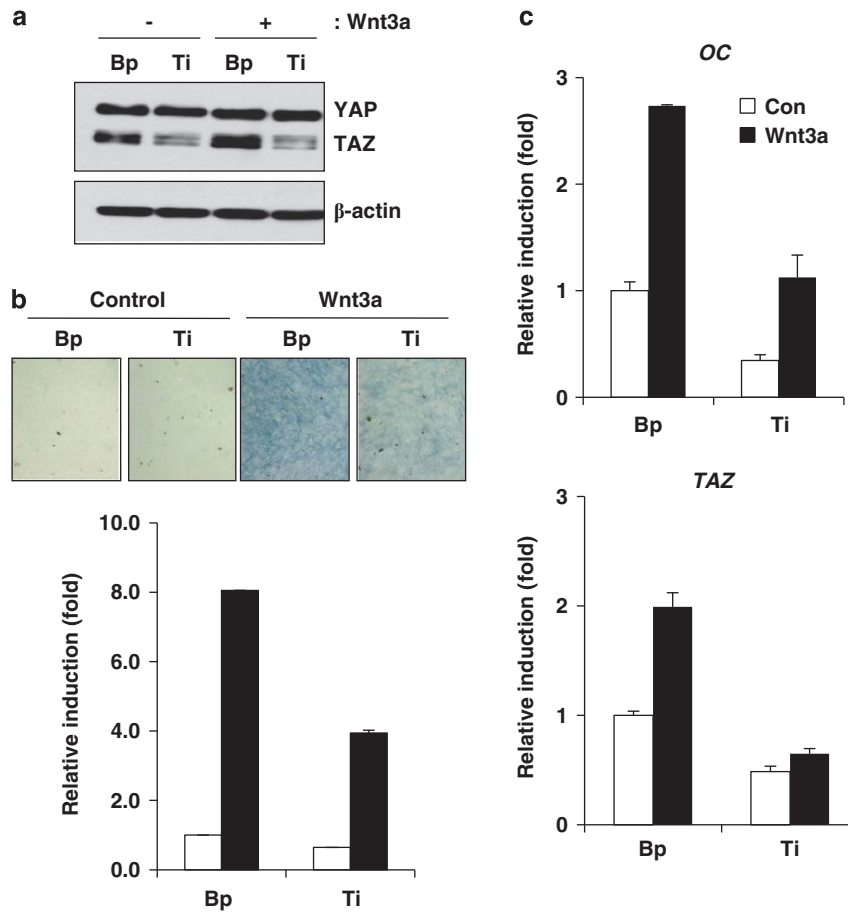 a
- + : Wnt3a
Bp Ti Bp Ti
YAP
TAZ
β-actin
b
Control Wnt3a
Bp Ti Bp Ti
Relative induction (fold)
10.0
8.0
6.0
4.0
2.0
0.0
Bp Ti
c
OC
Relative induction (fold)
3
2
1
0
Con
Wnt3a
Bp Ti
TAZ
Relative induction (fold)
3
2
1
0
Bp Ti